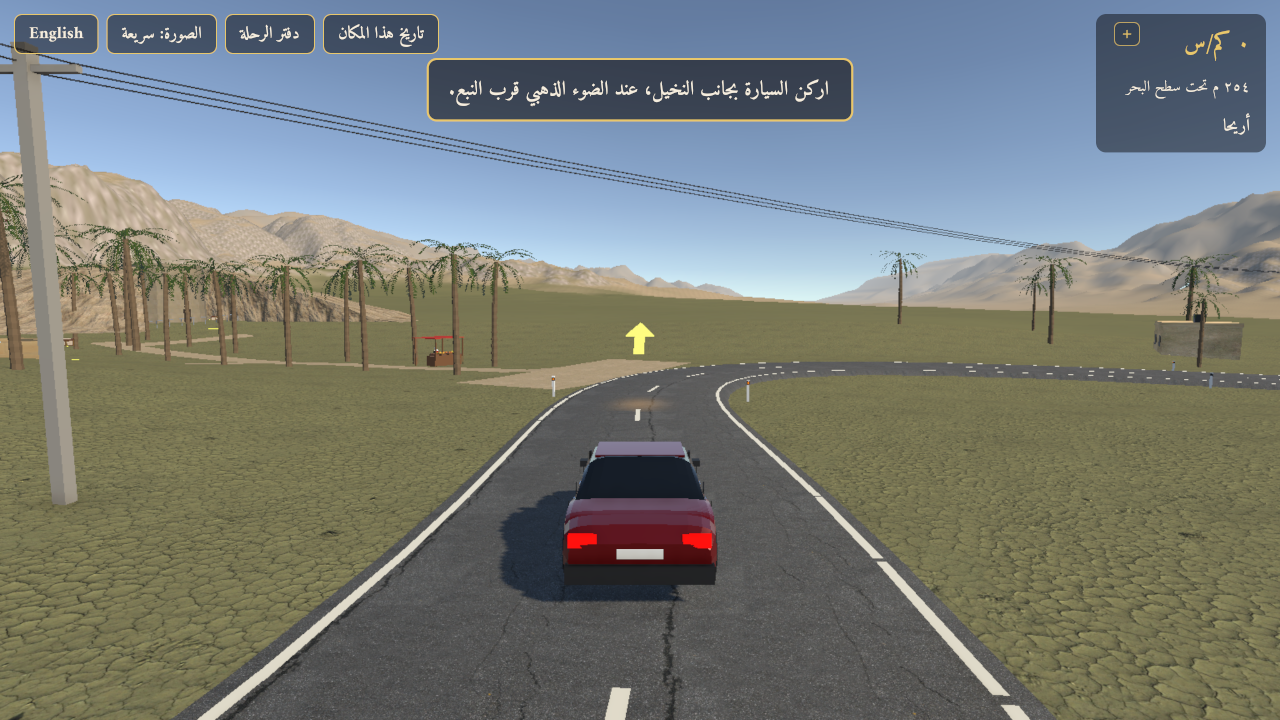 English
الصورة: سريعة
دفتر الرحلة
تاريخ هذا المكان
اركن السيارة بجانب النخيل، عند الضوء الذهبي قرب النبع.
+
٠ كم/س
٢٥٤ م تحت سطح البحر
أريحا